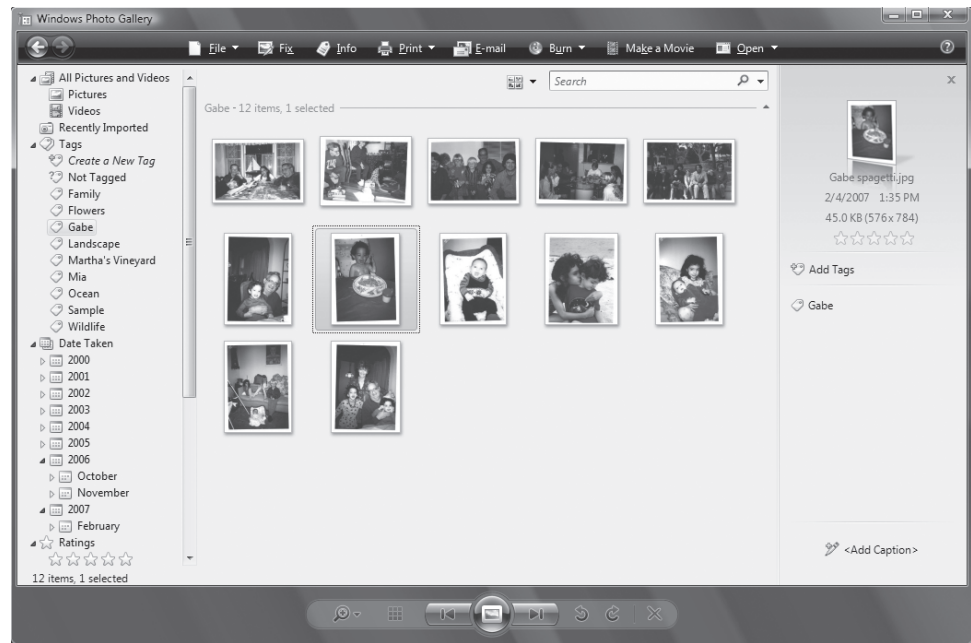 Windows Photo Gallery
File Fix Info Print E-mail Burn Make a Movie Open
All Pictures and Videos
Pictures
Videos
Recently Imported
Tags
Create a New Tag
Not Tagged
Family
Flowers
Gabe
Landscape
Martha's Vineyard
Mia
Ocean
Sample
Wildlife
Date Taken
2000
2001
2002
2003
2004
2005
2006
October
November
2007
February
Ratings
12 items, 1 selected
Search
Gabe · 12 items, 1 selected
Gabe spagetti.jpg
2/4/2007 1:35 PM
45.0 KB (576 x 784)
Add Tags
Gabe
<Add Caption>